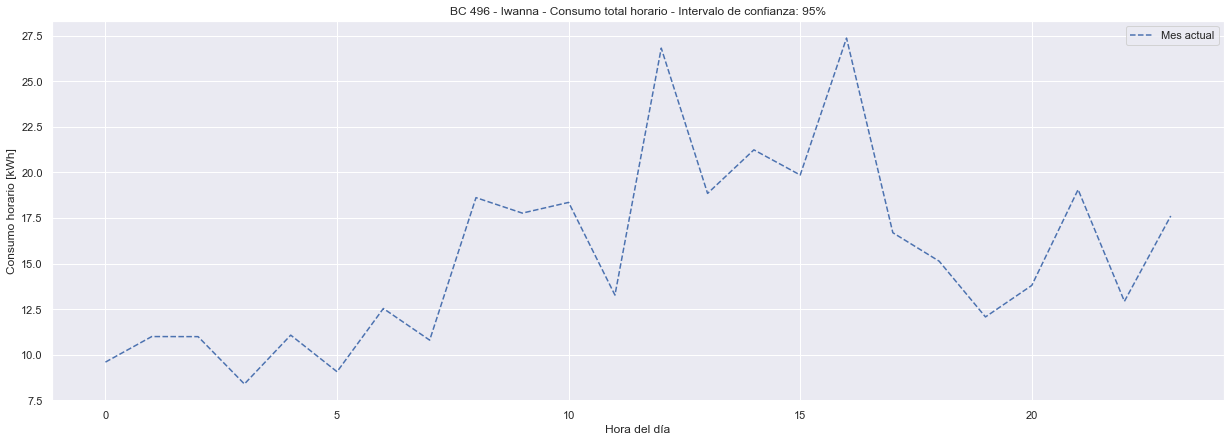 BC 496 - Iwanna - Consumo total horario - Intervalo de confianza: 95%
Mes actual
Consumo horario [kWh]
27.5
25.0
22.5
20.0
17.5
15.0
12.5
10.0
7.5
0 5 10 15 20
Hora del día